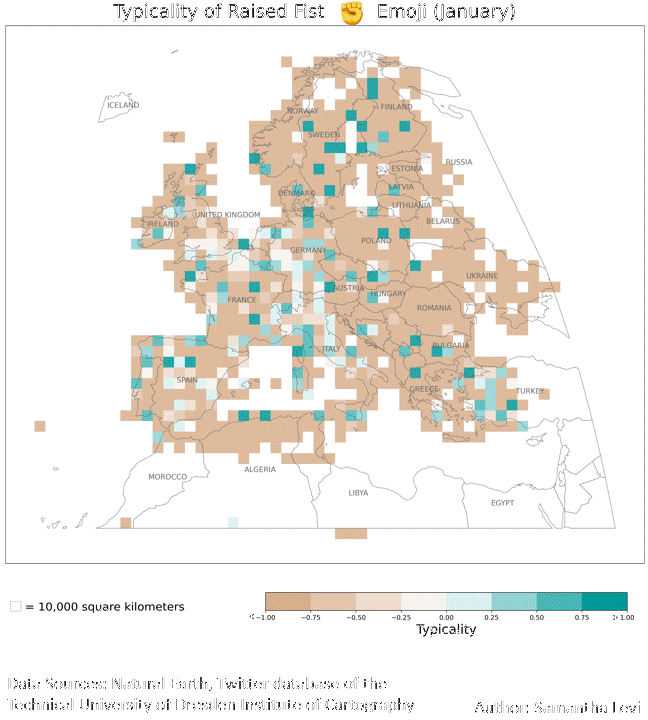 Typicality of Raised Fist ✊ Emoji (January)
ICELAND
NORWAY
FINLAND
SWEDEN
RUSSIA
ESTONIA
LATVIA
DENMARK
LITHUANIA
UNITED KINGDOM
IRELAND
BELARUS
POLAND
GERMANY
UKRAINE
AUSTRIA
HUNGARY
FRANCE
ROMANIA
ITALY
BULGARIA
SPAIN
GREECE
TURKEY
ALGERIA
MOROCCO
LIBYA
EGYPT
= 10,000 square kilometers
<−1.00 −0.75 −0.50 −0.25 0.00 0.25 0.50 0.75 >1.00
Typicality
Data Sources: Natural Earth, Twitter database of the
Technical University of Dresden Institute of Cartography
Author: Samantha Levi